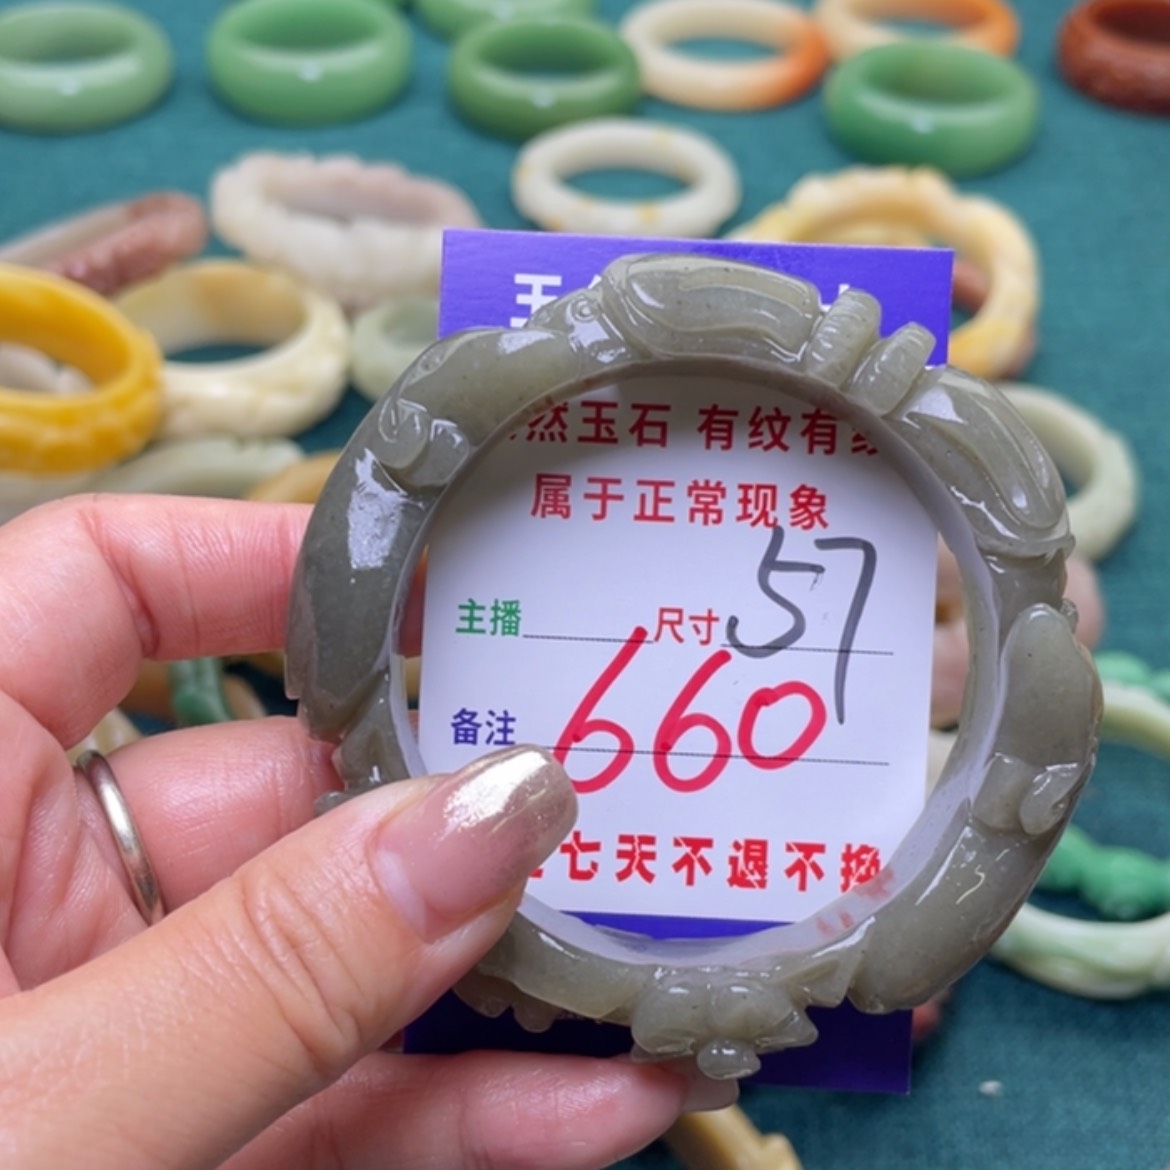 然玉石 有纹有
属于正常现象
主播 尺寸 57
备注 660
七天不退不换